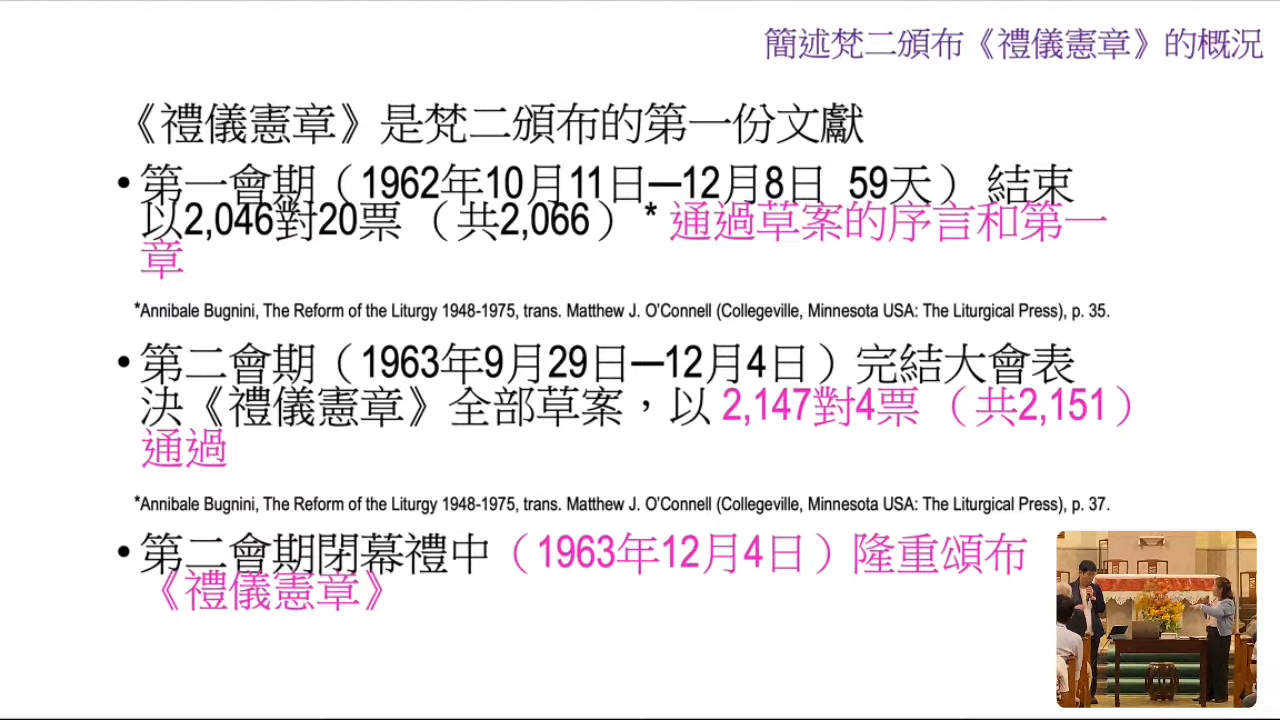 簡述梵二頒布《禮儀憲章》的概況
《禮儀憲章》是梵二頒布的第一份文獻
• 第一會期（1962年10月11日—12月8日 59天） 結束
以2,046對20票 （共2,066） * 通過草案的序言和第一
章
*Annibale Bugnini, The Reform of the Liturgy 1948-1975, trans. Matthew J. O’Connell (Collegeville, Minnesota USA: The Liturgical Press), p. 35.
• 第二會期（1963年9月29日—12月4日）完結大會表
決《禮儀憲章》全部草案，以 2,147對4票 （共2,151）
通過
*Annibale Bugnini, The Reform of the Liturgy 1948-1975, trans. Matthew J. O’Connell (Collegeville, Minnesota USA: The Liturgical Press), p. 37.
• 第二會期閉幕禮中（1963年12月4日）隆重頌布
《禮儀憲章》